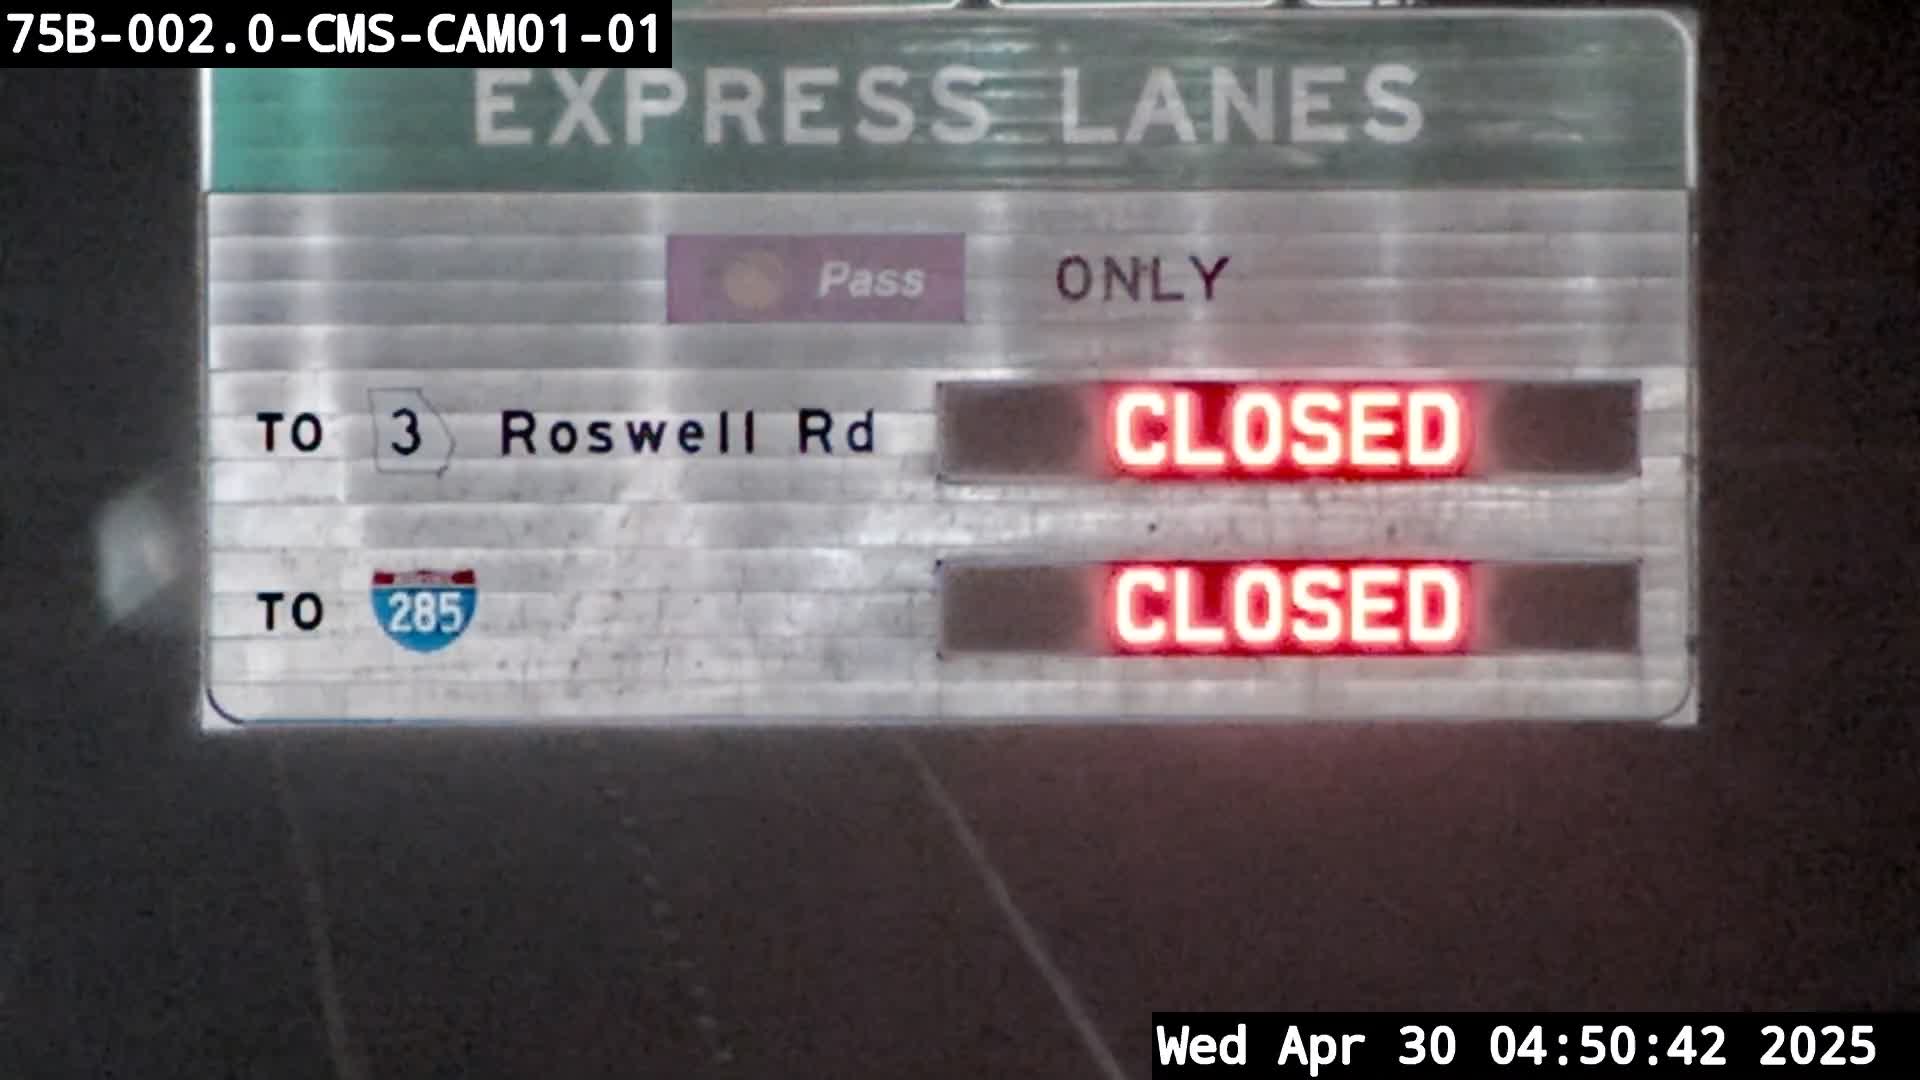 75B-002.0-CMS-CAM01-01
EXPRESS LANES
Pass ONLY
TO 3 Roswell Rd CLOSED
TO 285 CLOSED
Wed Apr 30 04:50:42 2025